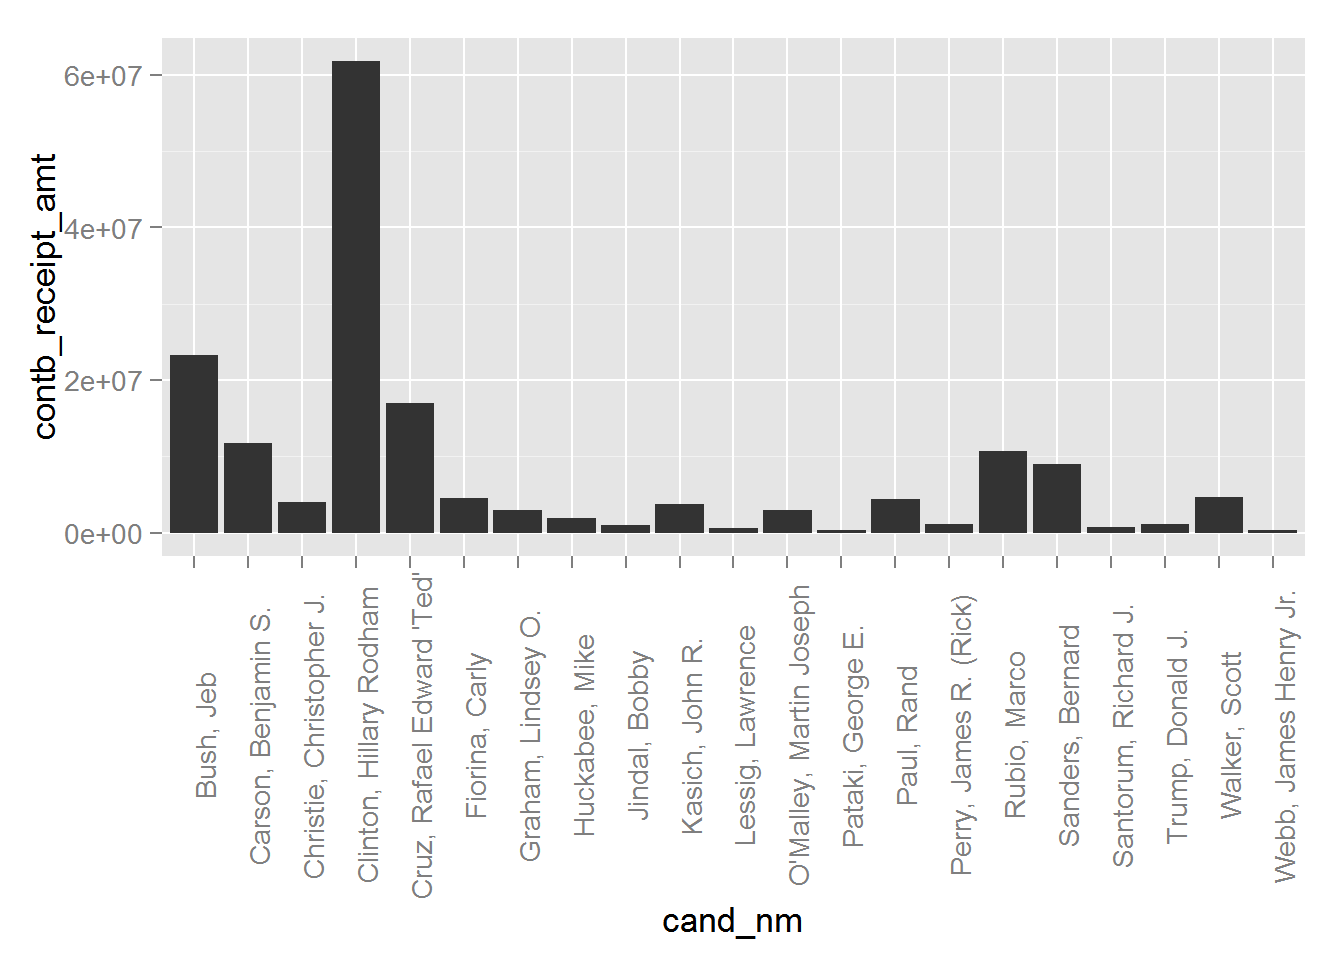 contb_receipt_amt
6e+07
4e+07
2e+07
0e+00
Bush, Jeb
Carson, Benjamin S.
Christie, Christopher J.
Clinton, Hillary Rodham
Cruz, Rafael Edward 'Ted'
Fiorina, Carly
Graham, Lindsey O.
Huckabee, Mike
Jindal, Bobby
Kasich, John R.
Lessig, Lawrence
O'Malley, Martin Joseph
Pataki, George E.
Paul, Rand
Perry, James R. (Rick)
Rubio, Marco
Sanders, Bernard
Santorum, Richard J.
Trump, Donald J.
Walker, Scott
Webb, James Henry Jr.
cand_nm